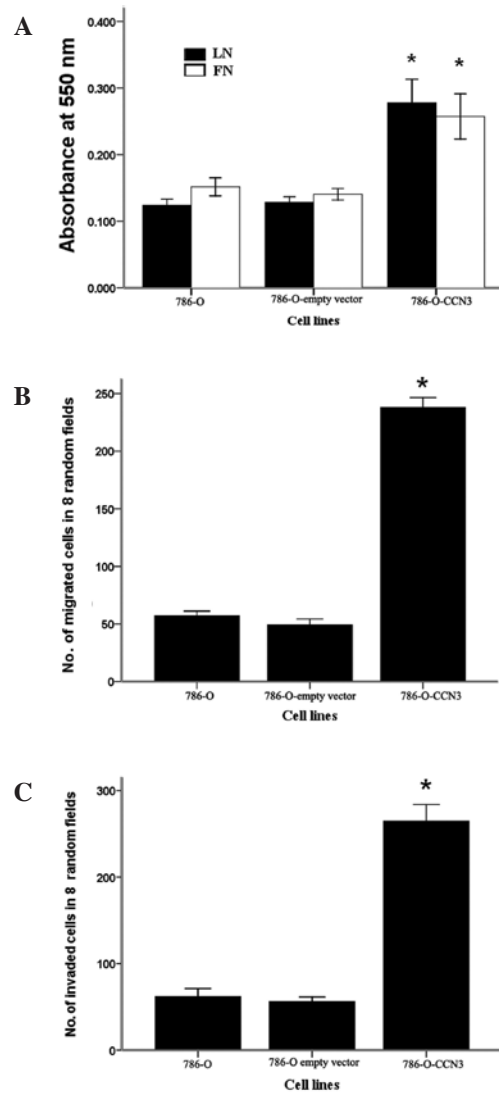 A
Absorbance at 550 nm
0.400
0.300
0.200
0.100
0.000
LN
FN
*
*
786-O
786-O-empty vector
786-O-CCN3
Cell lines
B
No. of migrated cells in 8 random fields
250
200
150
100
50
0
*
786-O
786-O-empty vector
786-O-CCN3
Cell lines
C
No. of invaded cells in 8 random fields
300
200
100
0
*
786-O
786-O empty vector
786-O-CCN3
Cell lines